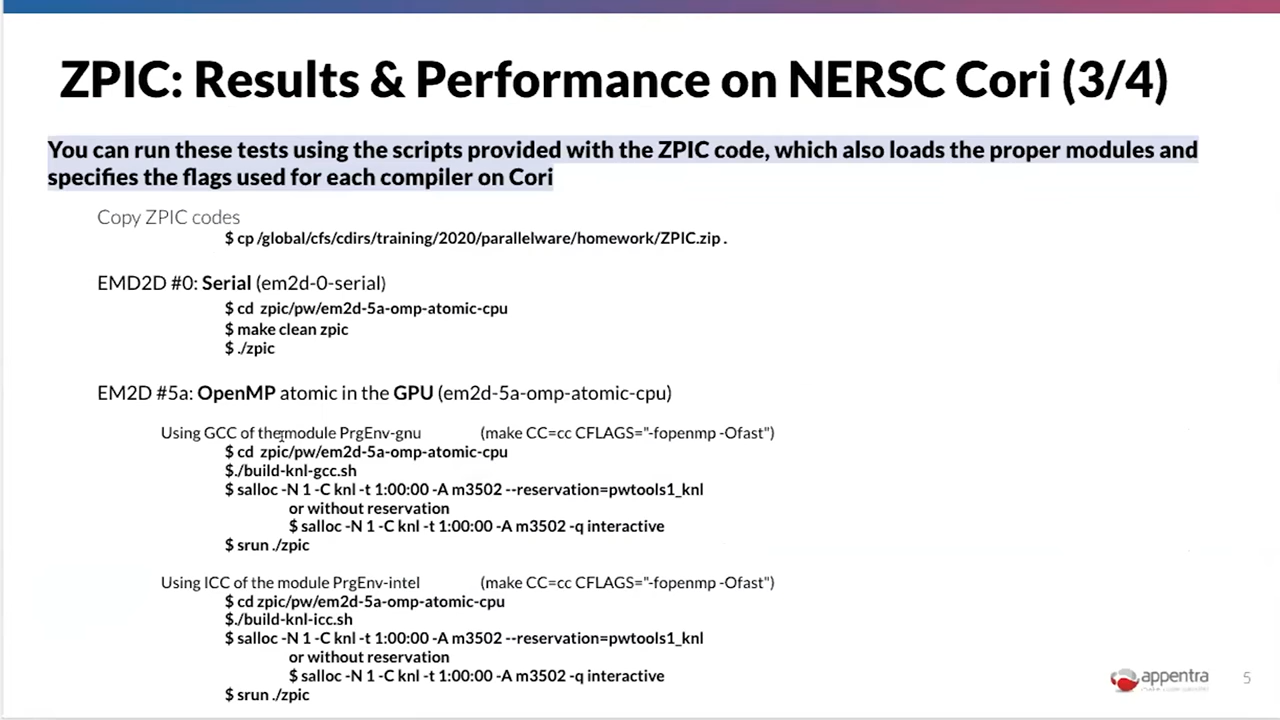 ZPIC: Results & Performance on NERSC Cori (3/4)
You can run these tests using the scripts provided with the ZPIC code, which also loads the proper modules and
specifies the flags used for each compiler on Cori
Copy ZPIC codes
$ cp /global/cfs/cdirs/training/2020/parallelware/homework/ZPIC.zip .
EMD2D #0: Serial (em2d-0-serial)
$ cd zpic/pw/em2d-5a-omp-atomic-cpu
$ make clean zpic
$ ./zpic
EM2D #5a: OpenMP atomic in the GPU (em2d-5a-omp-atomic-cpu)
Using GCC of the module PrgEnv-gnu (make CC=cc CFLAGS="-fopenmp -Ofast")
$ cd zpic/pw/em2d-5a-omp-atomic-cpu
$./build-knl-gcc.sh
$ salloc -N 1 -C knl -t 1:00:00 -A m3502 --reservation=pwtools1_knl
or without reservation
$ salloc -N 1 -C knl -t 1:00:00 -A m3502 -q interactive
$ srun ./zpic
Using ICC of the module PrgEnv-intel (make CC=cc CFLAGS="-fopenmp -Ofast")
$ cd zpic/pw/em2d-5a-omp-atomic-cpu
$./build-knl-icc.sh
$ salloc -N 1 -C knl -t 1:00:00 -A m3502 --reservation=pwtools1_knl
or without reservation
$ salloc -N 1 -C knl -t 1:00:00 -A m3502 -q interactive
$ srun ./zpic
appentra
5